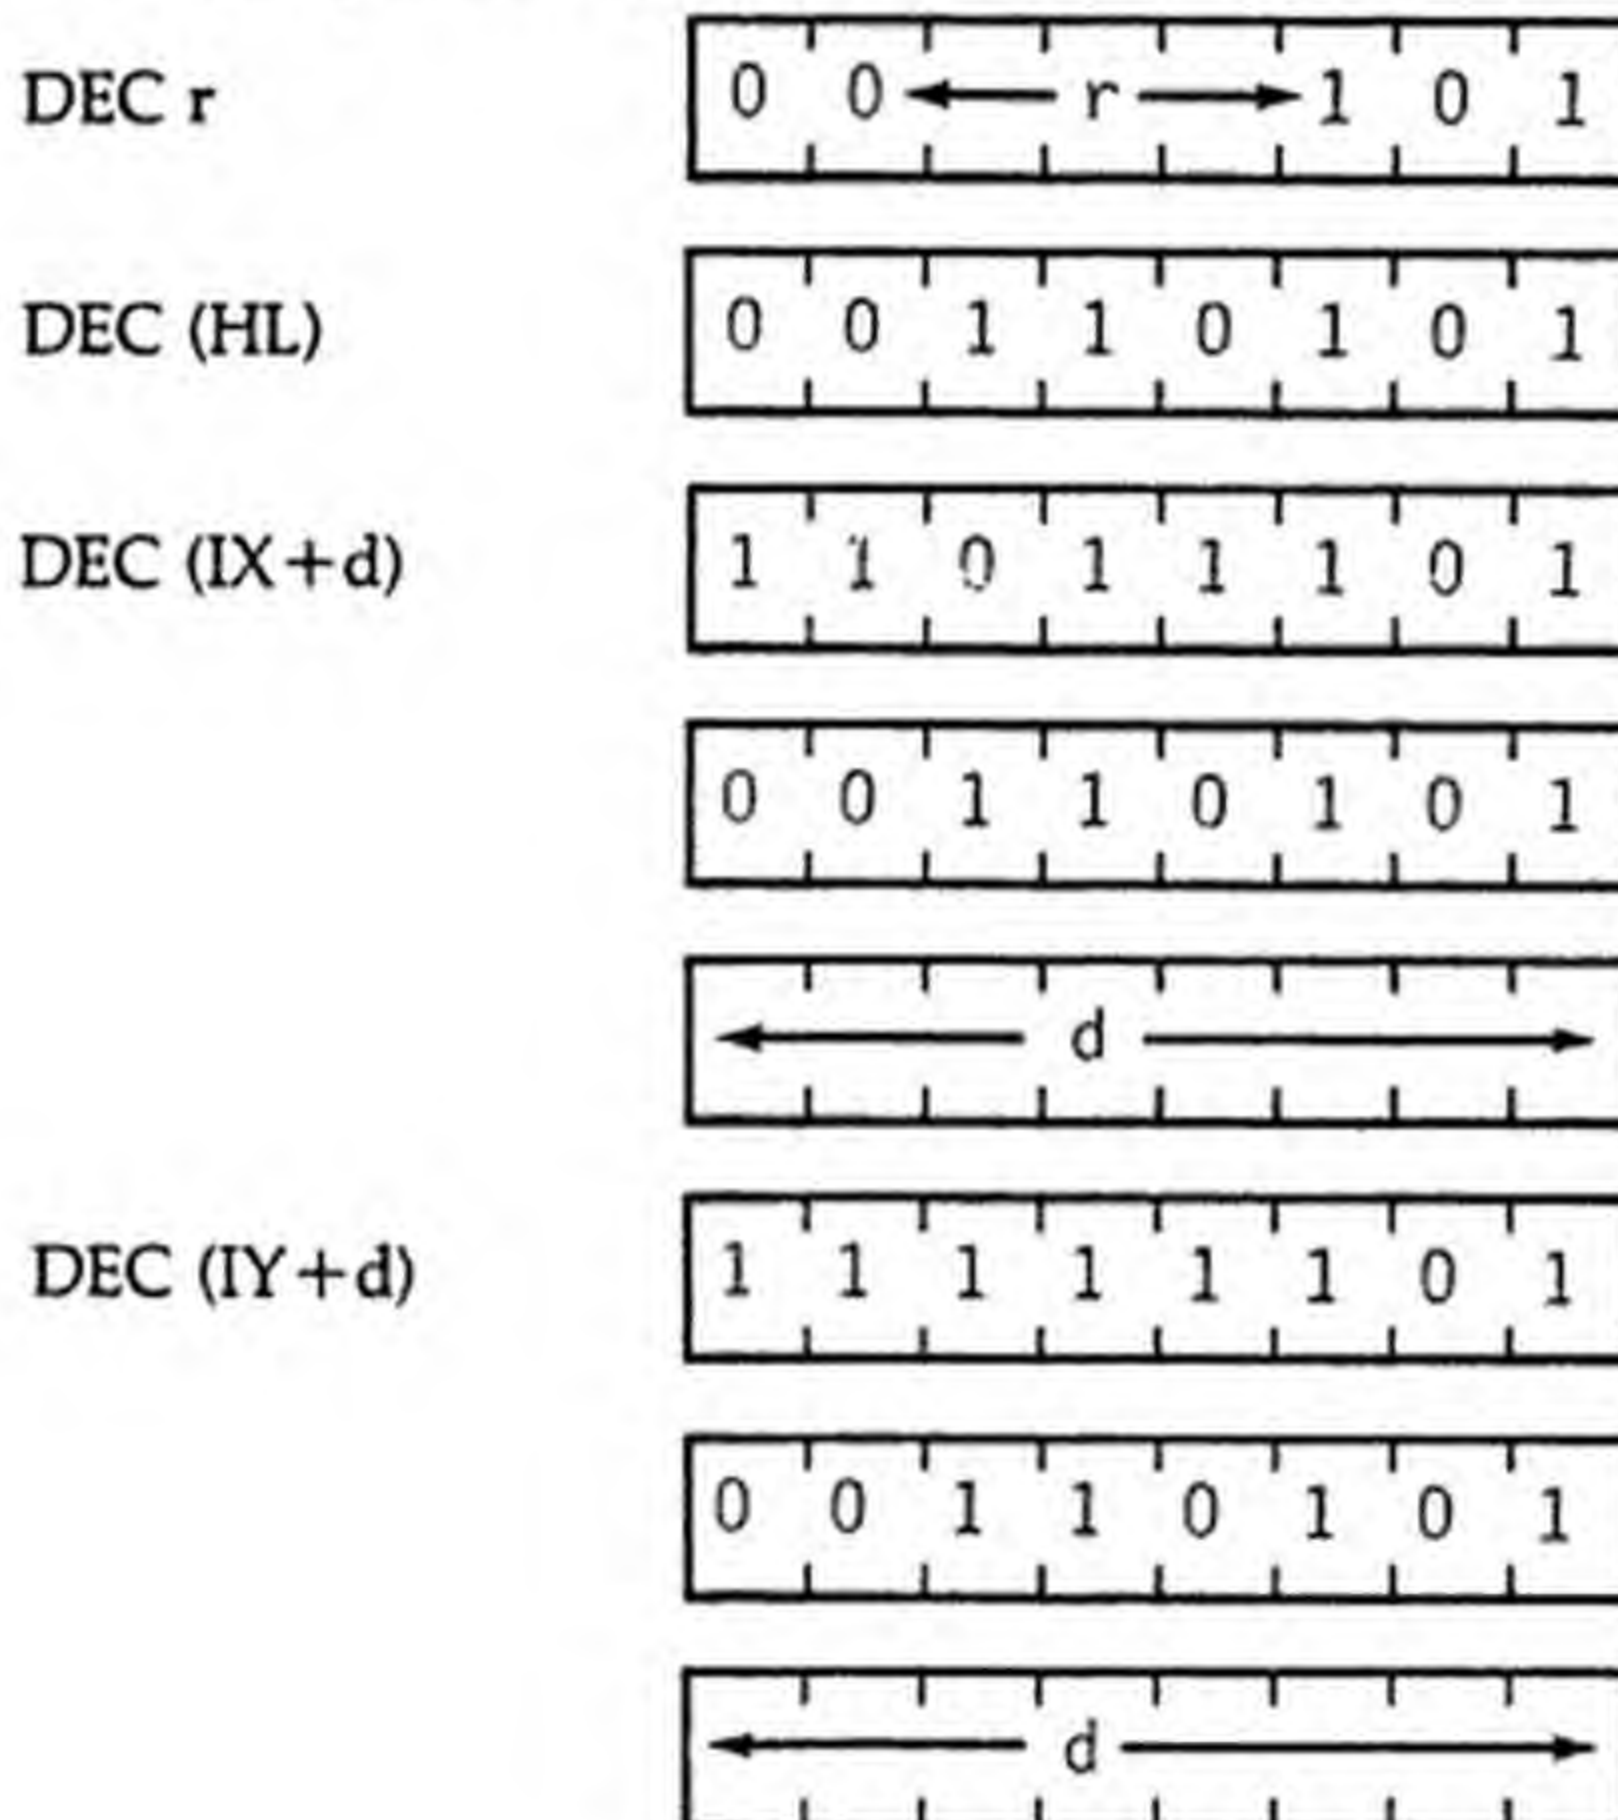 DEC r 0 0 r 1 0 1
DEC (HL) 0 0 1 1 0 1 0 1
DEC (IX+d) 1 1 0 1 1 1 0 1
0 0 1 1 0 1 0 1
d
DEC (IY+d) 1 1 1 1 1 1 0 1
0 0 1 1 0 1 0 1
d